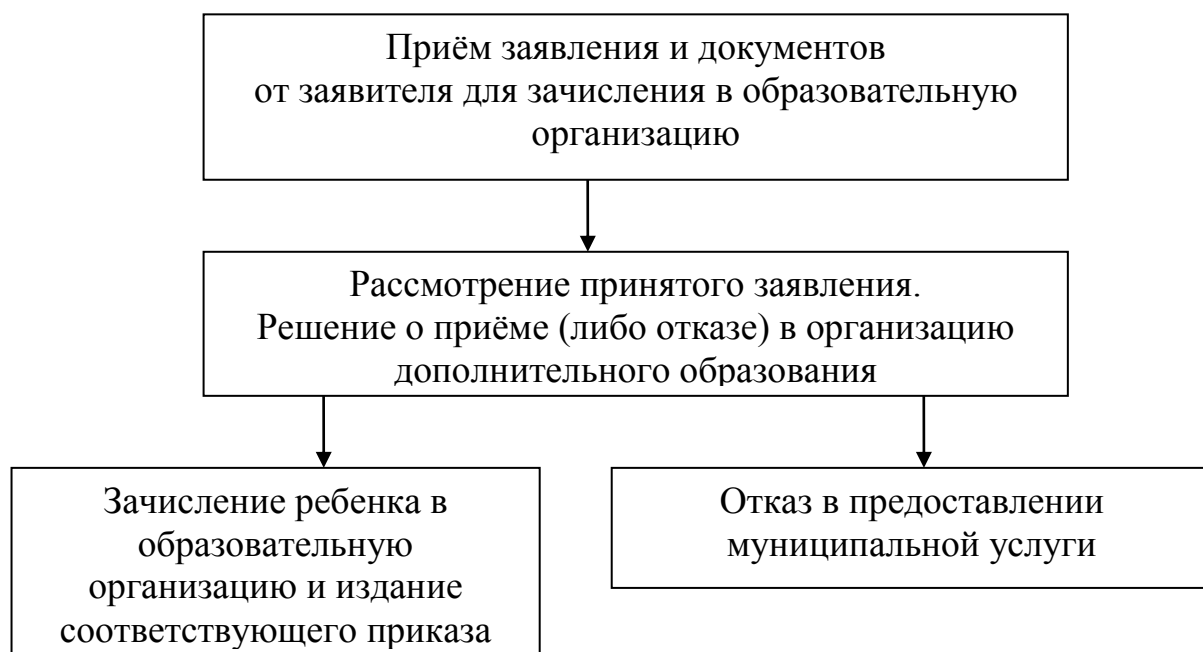 Приём заявления и документов
от заявителя для зачисления в образовательную
организацию
Рассмотрение принятого заявления.
Решение о приёме (либо отказе) в организацию
дополнительного образования
Зачисление ребенка в
образовательную
организацию и издание
соответствующего приказа
Отказ в предоставлении
муниципальной услуги